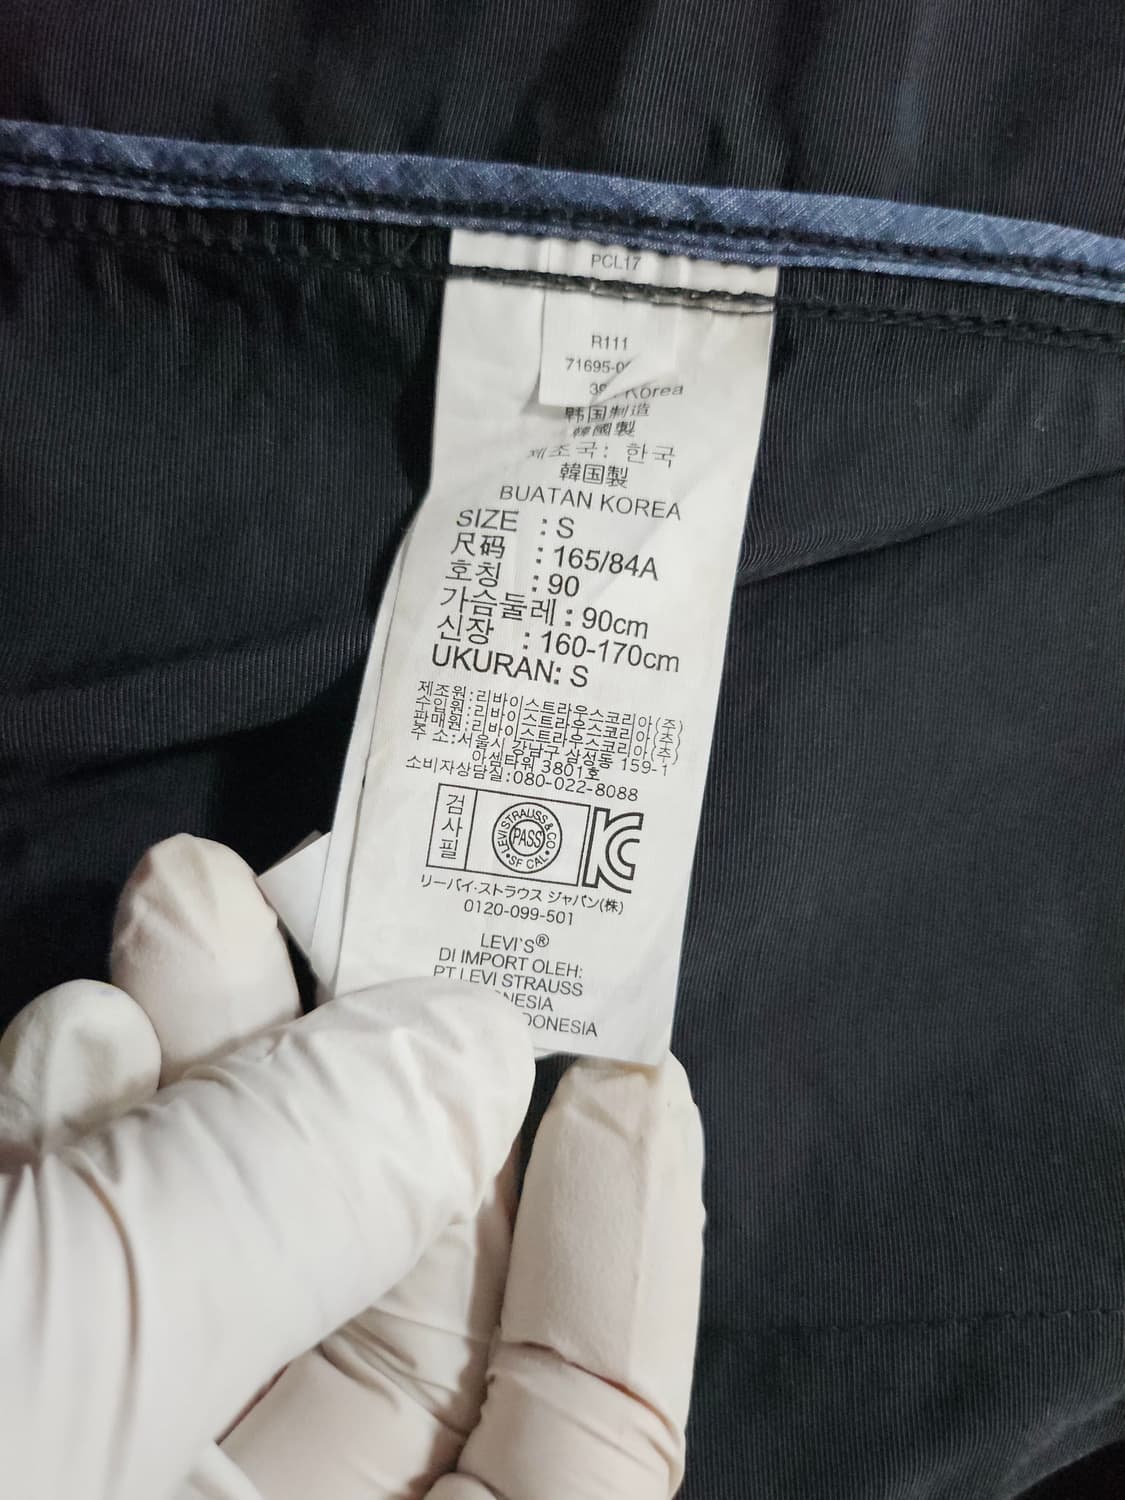 PCL17
R111
Korea
韩国制造
韓國製
제조국: 한국
韓国製
BUATAN KOREA
SIZE : S
尺码 : 165/84A
호칭 : 90
가슴둘레 : 90cm
신장 : 160-170cm
UKURAN: S
제조원:리바이스트라우스코리아(주)
수입원:리바이스트라우스코리아(주)
판매원:리바이스트라우스코리아(주)
주 소:서울시 강남구 삼성동 159-1
아셈타워 3801호
소비자상담실:080-022-8088
검사필
LEVI STRAUSS & CO.
PASS
SF CAL
KC
リーバイ·ストラウス ジャパン(株)
0120-099-501
LEVI'S®
DI IMPORT OLEH:
PT LEVI STRAUSS